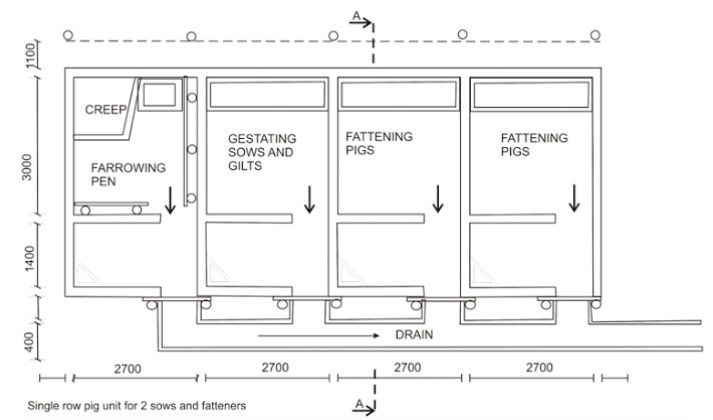 A
1100
CREEP
GESTATING
SOWS AND
GILTS
FATTENING
PIGS
FATTENING
PIGS
3000
FARROWING
PEN
1400
400
DRAIN
2700
2700
2700
2700
A
Single row pig unit for 2 sows and fatteners